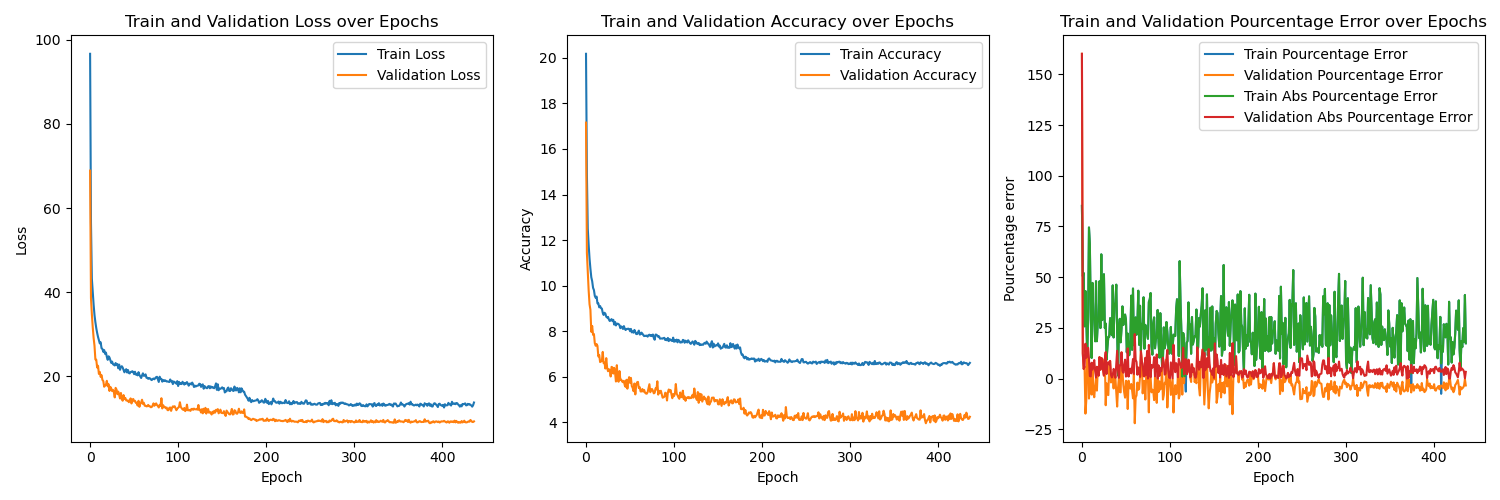 Train and Validation Loss over Epochs
Train Loss
Validation Loss
100
80
60
40
20
Loss
0
100
200
300
400
Epoch
Train and Validation Accuracy over Epochs
Train Accuracy
Validation Accuracy
20
18
16
14
12
10
8
6
4
Accuracy
0
100
200
300
400
Epoch
Train and Validation Pourcentage Error over Epochs
Train Pourcentage Error
Validation Pourcentage Error
Train Abs Pourcentage Error
Validation Abs Pourcentage Error
150
125
100
75
50
25
0
−25
Pourcentage error
0
100
200
300
400
Epoch